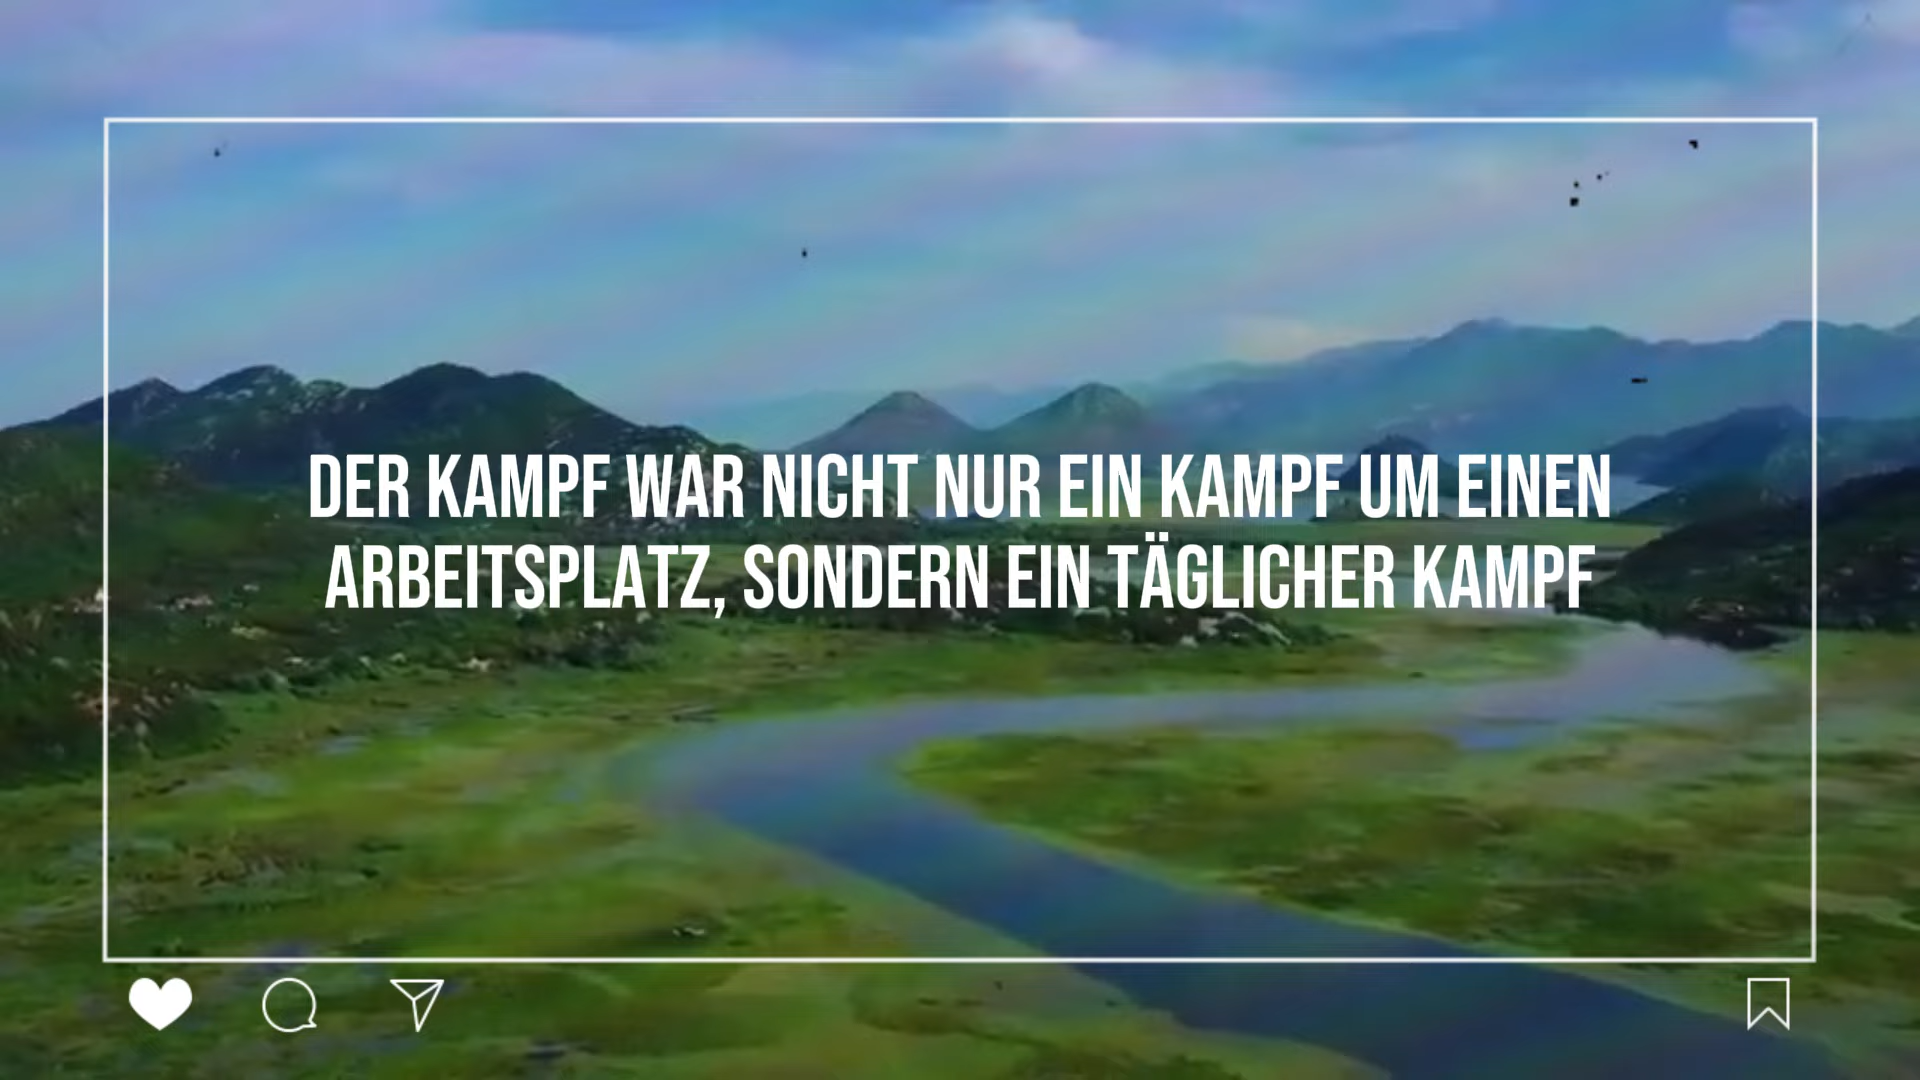 DER KAMPF WAR NICHT NUR EIN KAMPF UM EINEN
ARBEITSPLATZ, SONDERN EIN TÄGLICHER KAMPF